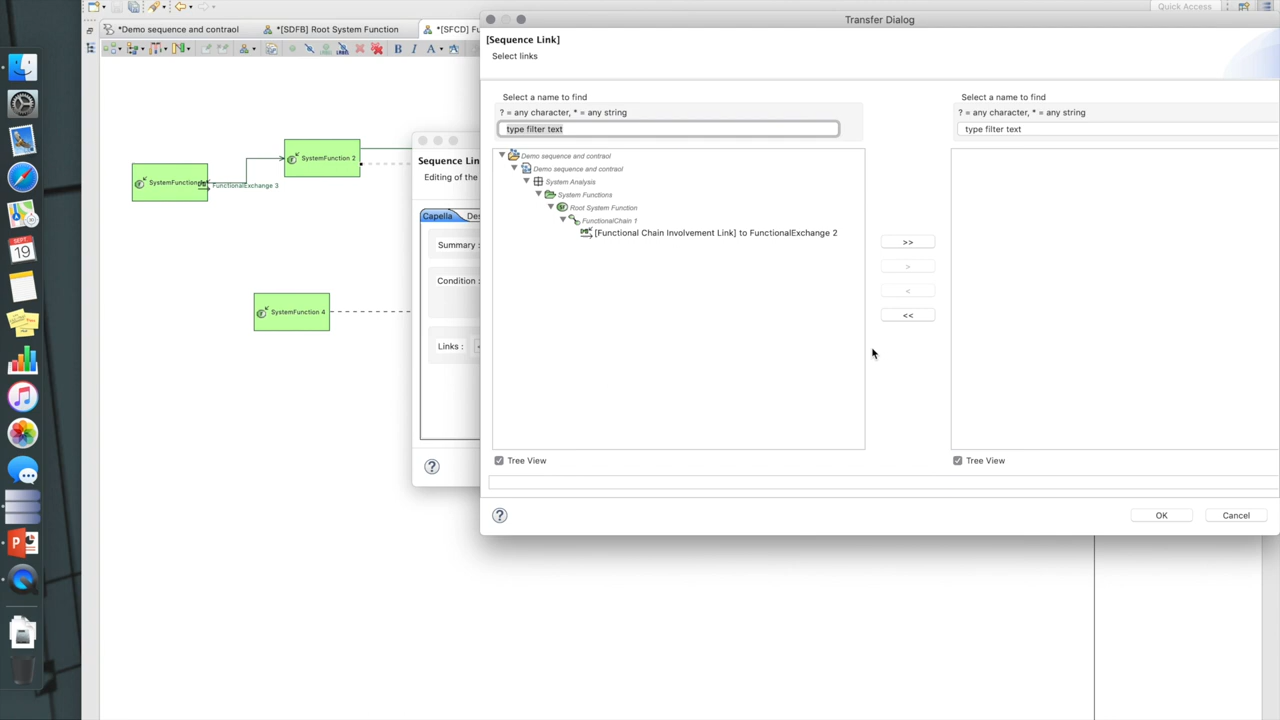 Quick Access
Transfer Dialog
*Demo sequence and contraol
*[SDFB] Root System Function
*[SFCD] Fu
[Sequence Link]
Select links
B I A
Select a name to find
Select a name to find
? = any character, * = any string
? = any character, * = any string
type filter text
type filter text
SystemFunction 2
Sequence Lin
Editing of the
SystemFunction
FunctionalExchange 3
Capella
Des
Summary :
Condition :
Links :
SystemFunction 4
Demo sequence and contraol
Demo sequence and contraol
System Analysis
System Functions
Root System Function
FunctionalChain 1
[Functional Chain Involvement Link] to FunctionalExchange 2
>>
>
<
<<
Tree View
Tree View
?
?
OK
Cancel
SEP
19